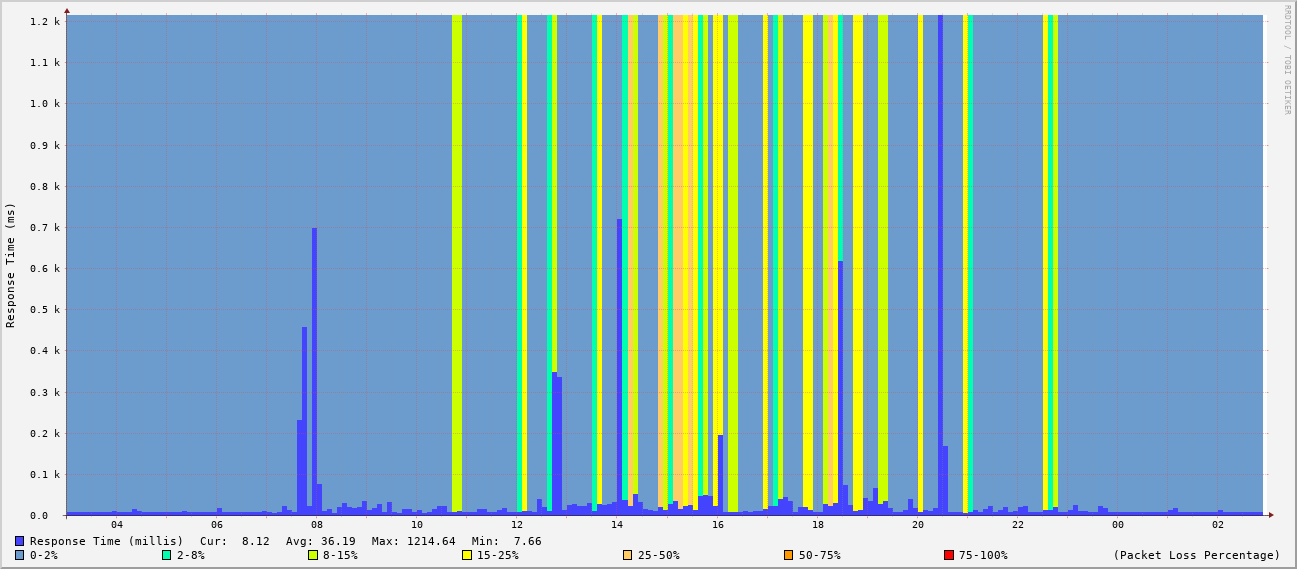 RRDTOOL / TOBI OETIKER
Response Time (ms)
1.2 k
1.1 k
1.0 k
0.9 k
0.8 k
0.7 k
0.6 k
0.5 k
0.4 k
0.3 k
0.2 k
0.1 k
0.0
04 06 08 10 12 14 16 18 20 22 00 02
Response Time (millis) Cur: 8.12 Avg: 36.19 Max: 1214.64 Min: 7.66
0-2% 2-8% 8-15% 15-25% 25-50% 50-75% 75-100% (Packet Loss Percentage)